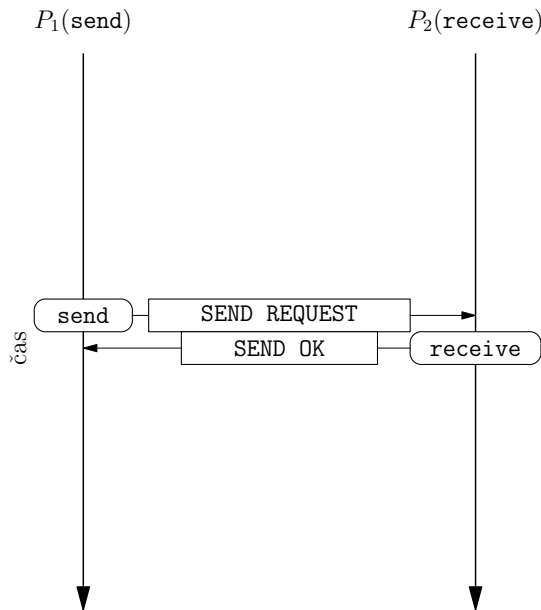 P₁(send)
P₂(receive)
send
SEND REQUEST
SEND OK
receive
čas